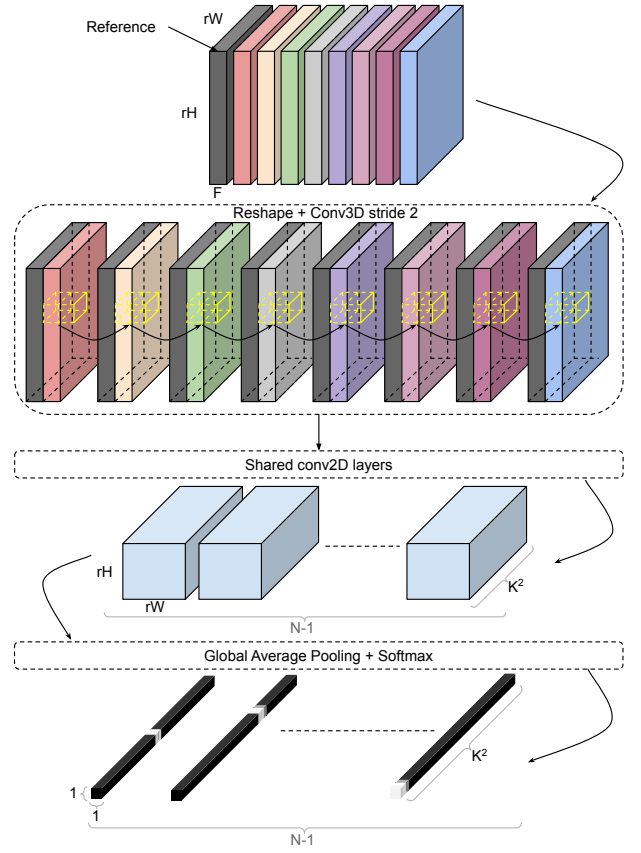 rW
Reference
rH
F
Reshape + Conv3D stride 2
Shared conv2D layers
rH
rW
K²
N-1
Global Average Pooling + Softmax
K²
1
1
N-1